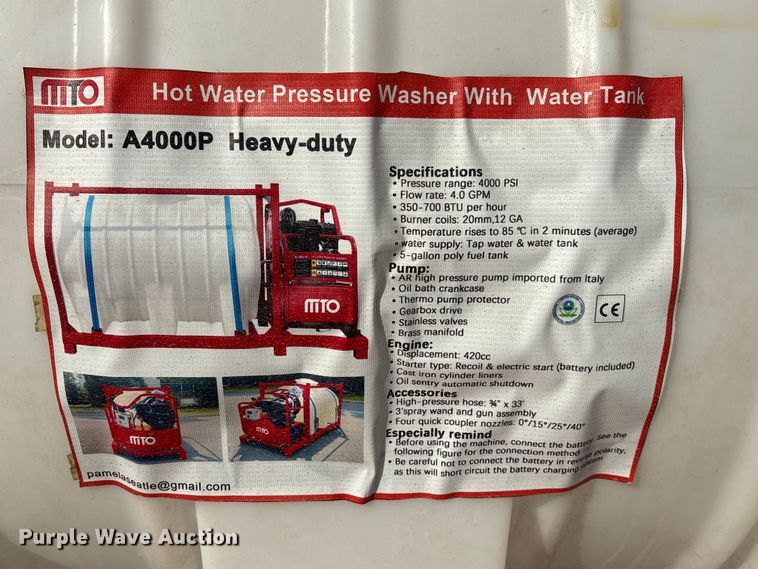 MTO
Hot Water Pressure Washer With Water Tank
Model: A4000P Heavy-duty
MTO
MTO
MTO
pamelaseatle@gmail.com
Specifications
• Pressure range: 4000 PSI
• Flow rate: 4.0 GPM
• 350-700 BTU per hour
• Burner coils: 20mm,12 GA
• Temperature rises to 85 ℃ in 2 minutes (average)
• water supply: Tap water & water tank
• 5-gallon poly fuel tank
Pump:
• AR high pressure pump imported from Italy
• Oil bath crankcase
• Thermo pump protector
• Gearbox drive
• Stainless valves
• Brass manifold
CE
Engine:
• Displacement: 420cc
• Starter type: Recoil & electric start (battery included)
• Cast iron cylinder liners
• Oil sentry automatic shutdown
Accessories
• High-pressure hose: ¾" x 33'
• 3'spray wand and gun assembly
• Four quick coupler nozzles: 0°/15°/25°/40°
Especially remind
• Before using the machine, connect the battery. See the
following figure for the connection method
• Be careful not to connect the battery in reverse polarity,
as this will short circuit the battery charging system
Purple Wave Auction®